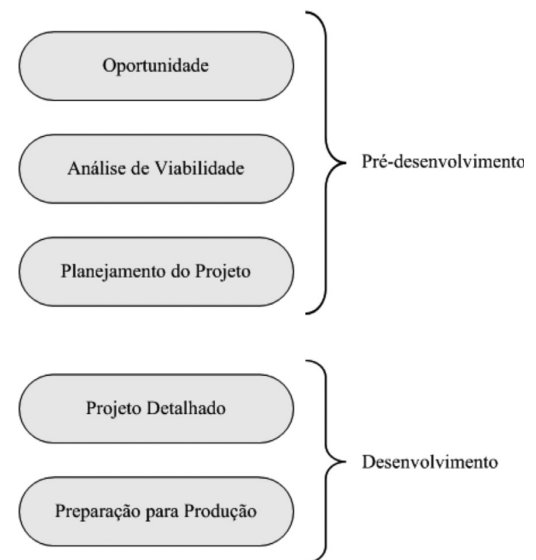 Oportunidade
Análise de Viabilidade
Pré-desenvolvimento
Planejamento do Projeto
Projeto Detalhado
Desenvolvimento
Preparação para Produção